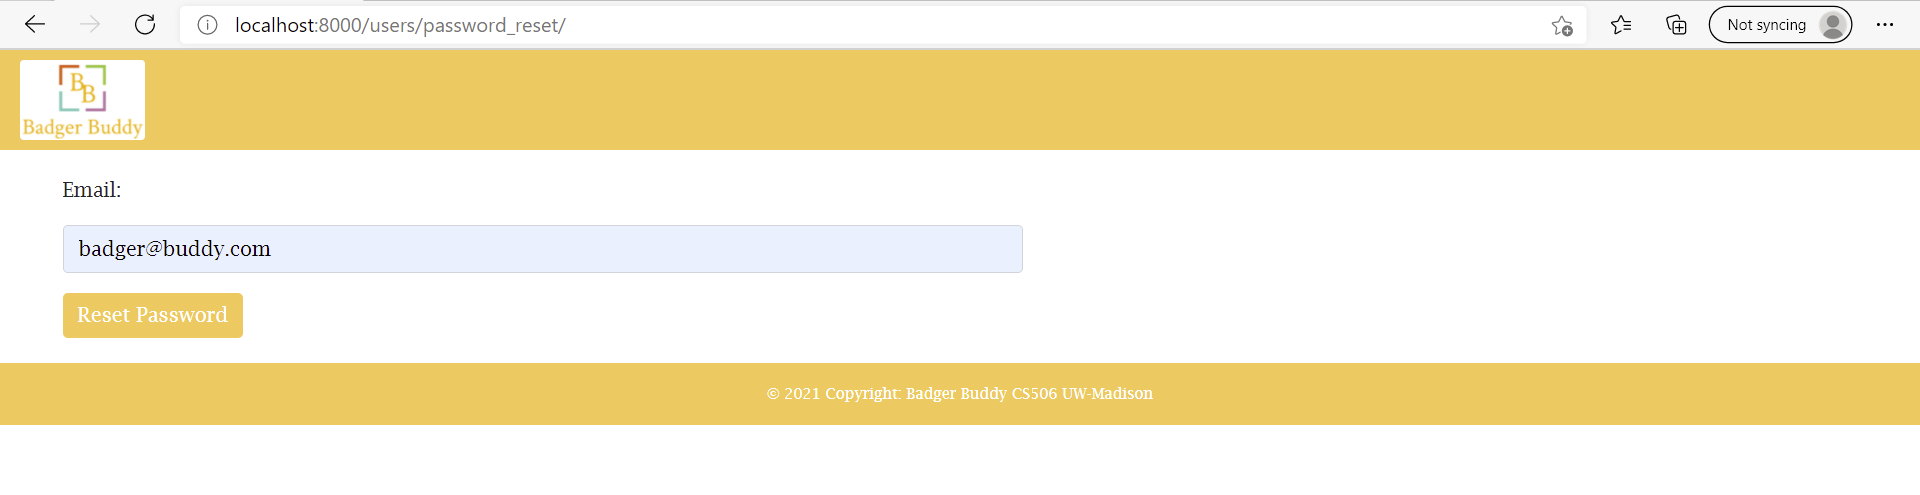 localhost:8000/users/password_reset/
Not syncing
BB
Badger Buddy
Email:
badger@buddy.com
Reset Password
© 2021 Copyright: Badger Buddy CS506 UW-Madison